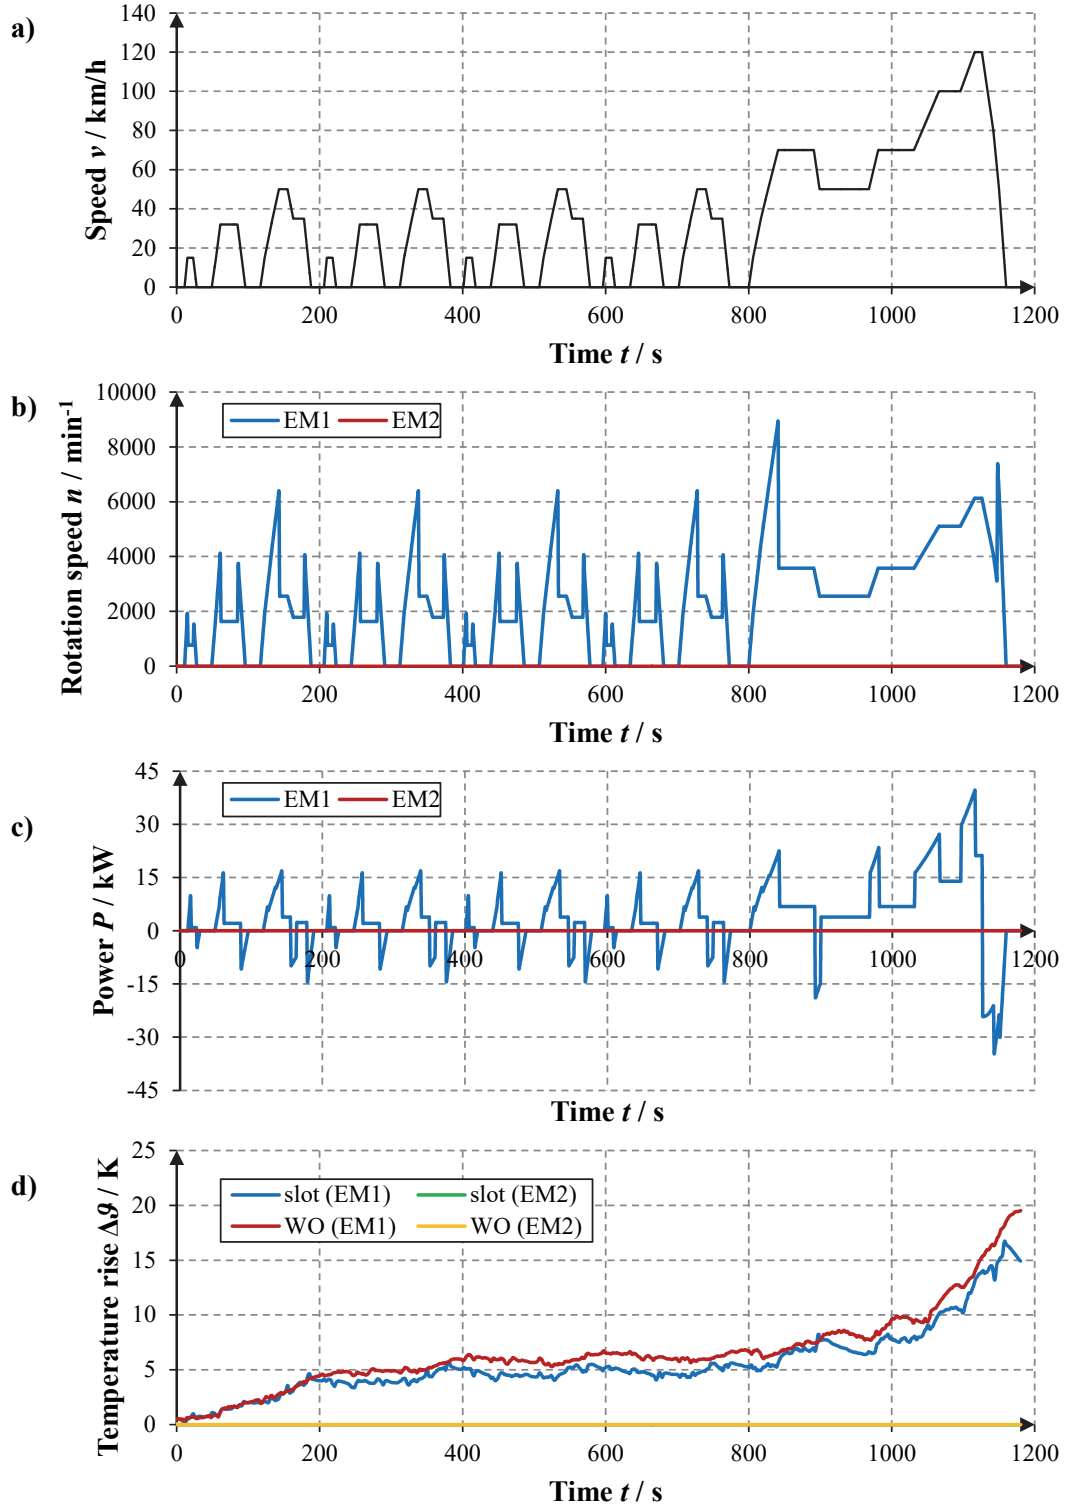 a)
Speed v / km/h
140
120
100
80
60
40
20
0
0 200 400 600 800 1000 1200
Time t / s
b)
Rotation speed n / min⁻¹
10000
8000
6000
4000
2000
0
EM1 EM2
0 200 400 600 800 1000 1200
Time t / s
c)
Power P / kW
45
30
15
0
-15
-30
-45
EM1 EM2
0 200 400 600 800 1000 1200
Time t / s
d)
Temperature rise Δϑ / K
25
20
15
10
5
0
slot (EM1) slot (EM2)
WO (EM1) WO (EM2)
0 200 400 600 800 1000 1200
Time t / s